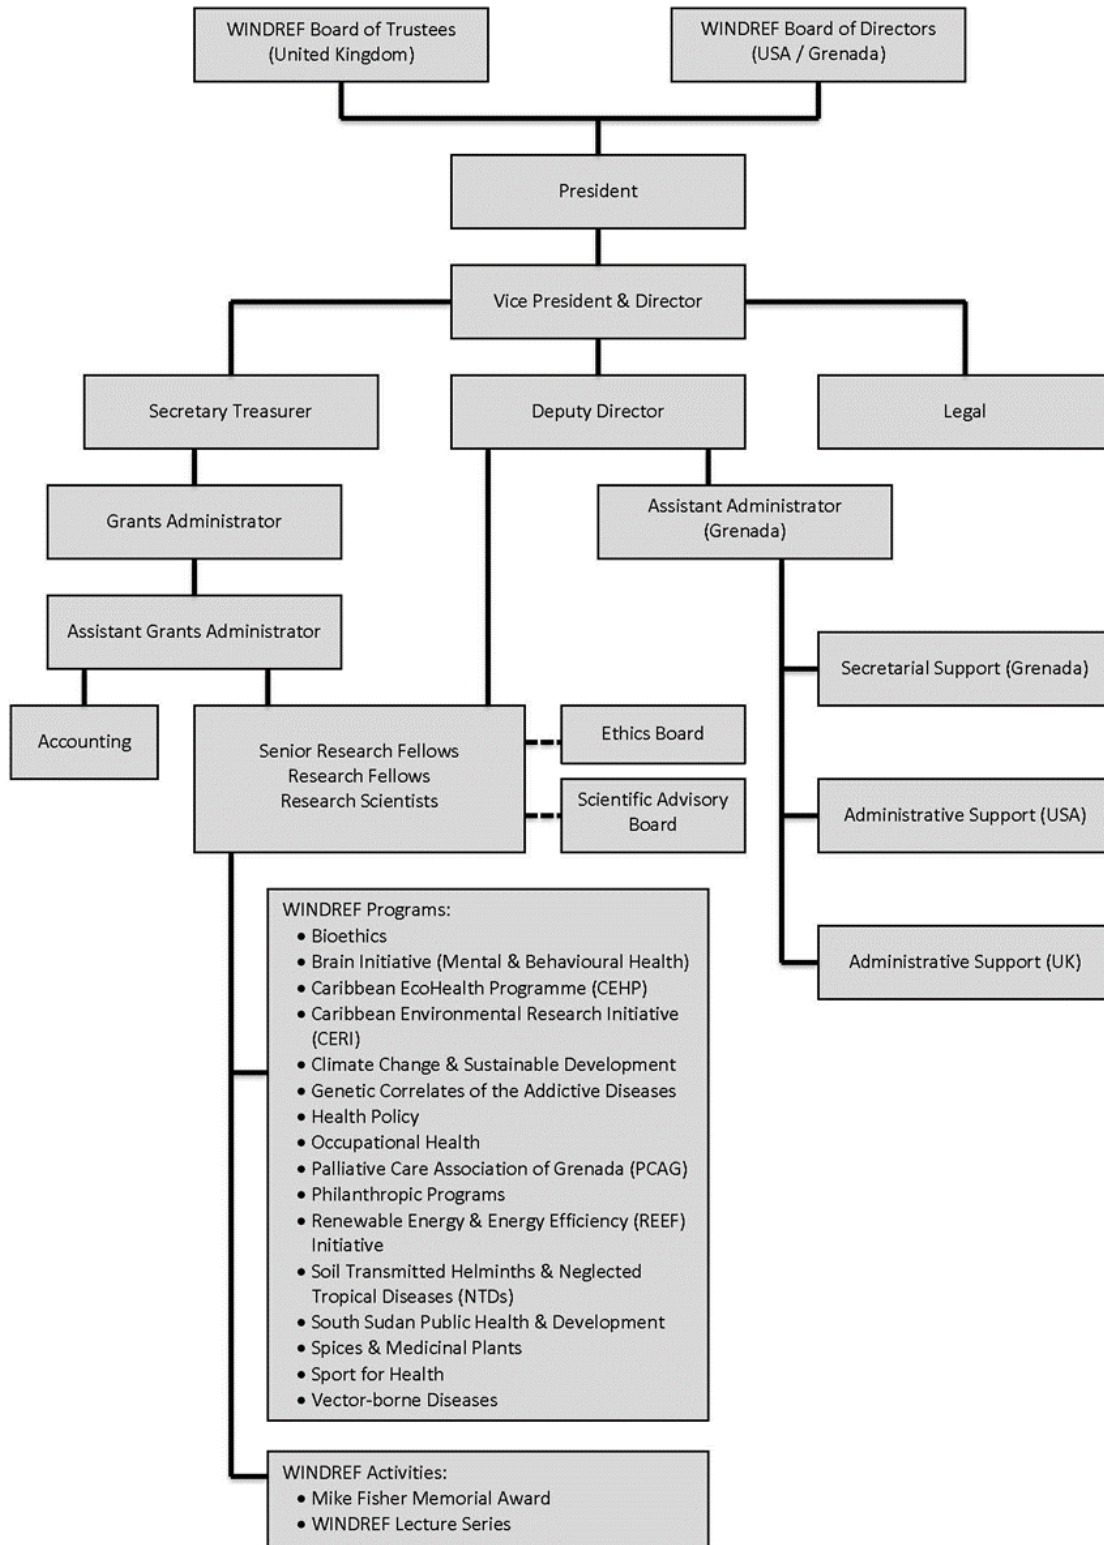 WINDREF Board of Trustees
(United Kingdom)
WINDREF Board of Directors
(USA / Grenada)
President
Vice President & Director
Secretary Treasurer
Deputy Director
Legal
Grants Administrator
Assistant Administrator
(Grenada)
Assistant Grants Administrator
Secretarial Support (Grenada)
Accounting
Senior Research Fellows
Research Fellows
Research Scientists
Ethics Board
Scientific Advisory
Board
Administrative Support (USA)
Administrative Support (UK)
WINDREF Programs:
• Bioethics
• Brain Initiative (Mental & Behavioural Health)
• Caribbean EcoHealth Programme (CEHP)
• Caribbean Environmental Research Initiative
(CERI)
• Climate Change & Sustainable Development
• Genetic Correlates of the Addictive Diseases
• Health Policy
• Occupational Health
• Palliative Care Association of Grenada (PCAG)
• Philanthropic Programs
• Renewable Energy & Energy Efficiency (REEF)
Initiative
• Soil Transmitted Helminths & Neglected
Tropical Diseases (NTDs)
• South Sudan Public Health & Development
• Spices & Medicinal Plants
• Sport for Health
• Vector-borne Diseases
WINDREF Activities:
• Mike Fisher Memorial Award
• WINDREF Lecture Series